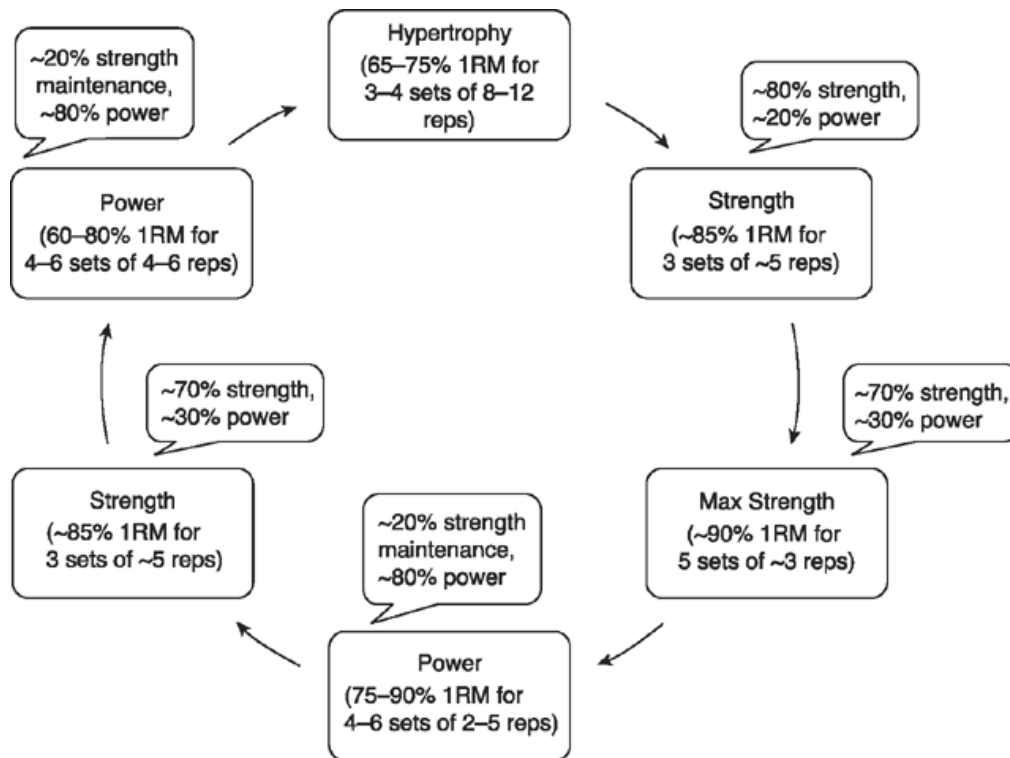 Hypertrophy
(65–75% 1RM for
3–4 sets of 8–12
reps)
~80% strength,
~20% power
Strength
(~85% 1RM for
3 sets of ~5 reps)
~70% strength,
~30% power
Max Strength
(~90% 1RM for
5 sets of ~3 reps)
~20% strength
maintenance,
~80% power
Power
(75–90% 1RM for
4–6 sets of 2–5 reps)
~70% strength,
~30% power
Strength
(~85% 1RM for
3 sets of ~5 reps)
~20% strength
maintenance,
~80% power
Power
(60–80% 1RM for
4–6 sets of 4–6 reps)